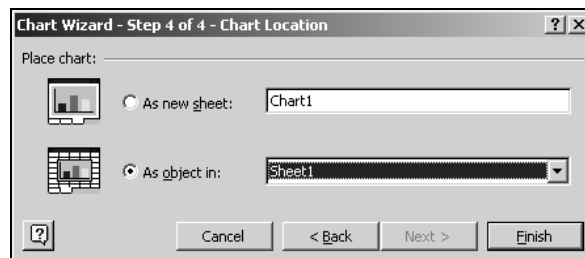 Chart Wizard - Step 4 of 4 - Chart Location
? X
Place chart:
As new sheet: Chart1
As object in: Sheet1
? Cancel < Back Next > Finish